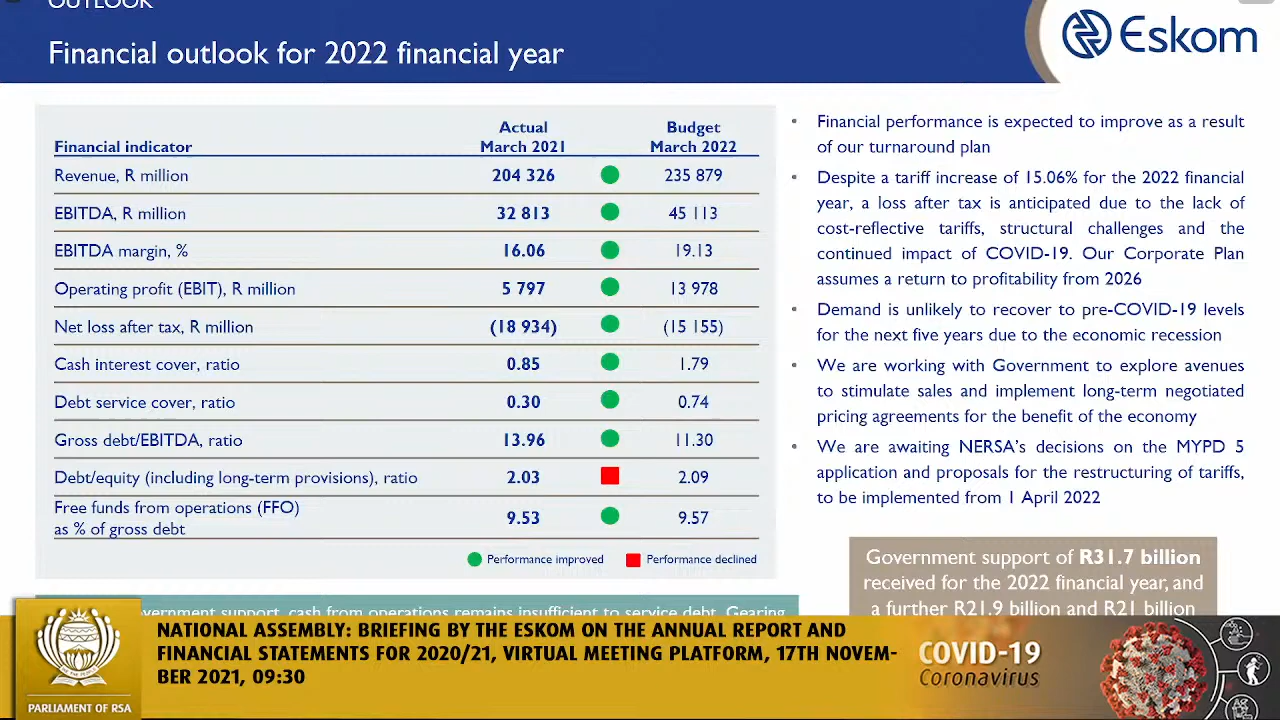 OUTLOOK
Financial outlook for 2022 financial year
Eskom
Actual Budget
Financial indicator March 2021 March 2022
Revenue, R million 204 326 235 879
EBITDA, R million 32 813 45 113
EBITDA margin, % 16.06 19.13
Operating profit (EBIT), R million 5 797 13 978
Net loss after tax, R million (18 934) (15 155)
Cash interest cover, ratio 0.85 1.79
Debt service cover, ratio 0.30 0.74
Gross debt/EBITDA, ratio 13.96 11.30
Debt/equity (including long-term provisions), ratio 2.03 2.09
Free funds from operations (FFO)
as % of gross debt 9.53 9.57
Performance improved Performance declined
• Financial performance is expected to improve as a result
of our turnaround plan
• Despite a tariff increase of 15.06% for the 2022 financial
year, a loss after tax is anticipated due to the lack of
cost-reflective tariffs, structural challenges and the
continued impact of COVID-19. Our Corporate Plan
assumes a return to profitability from 2026
• Demand is unlikely to recover to pre-COVID-19 levels
for the next five years due to the economic recession
• We are working with Government to explore avenues
to stimulate sales and implement long-term negotiated
pricing agreements for the benefit of the economy
• We are awaiting NERSA's decisions on the MYPD 5
application and proposals for the restructuring of tariffs,
to be implemented from 1 April 2022
Government support of R31.7 billion
received for the 2022 financial year, and
a further R21.9 billion and R21 billion
support, cash from operations remains insufficient to service debt. Gearing
NATIONAL ASSEMBLY: BRIEFING BY THE ESKOM ON THE ANNUAL REPORT AND
FINANCIAL STATEMENTS FOR 2020/21, VIRTUAL MEETING PLATFORM, 17TH NOVEM-
BER 2021, 09:30
PARLIAMENT OF RSA
COVID-19
Coronavirus